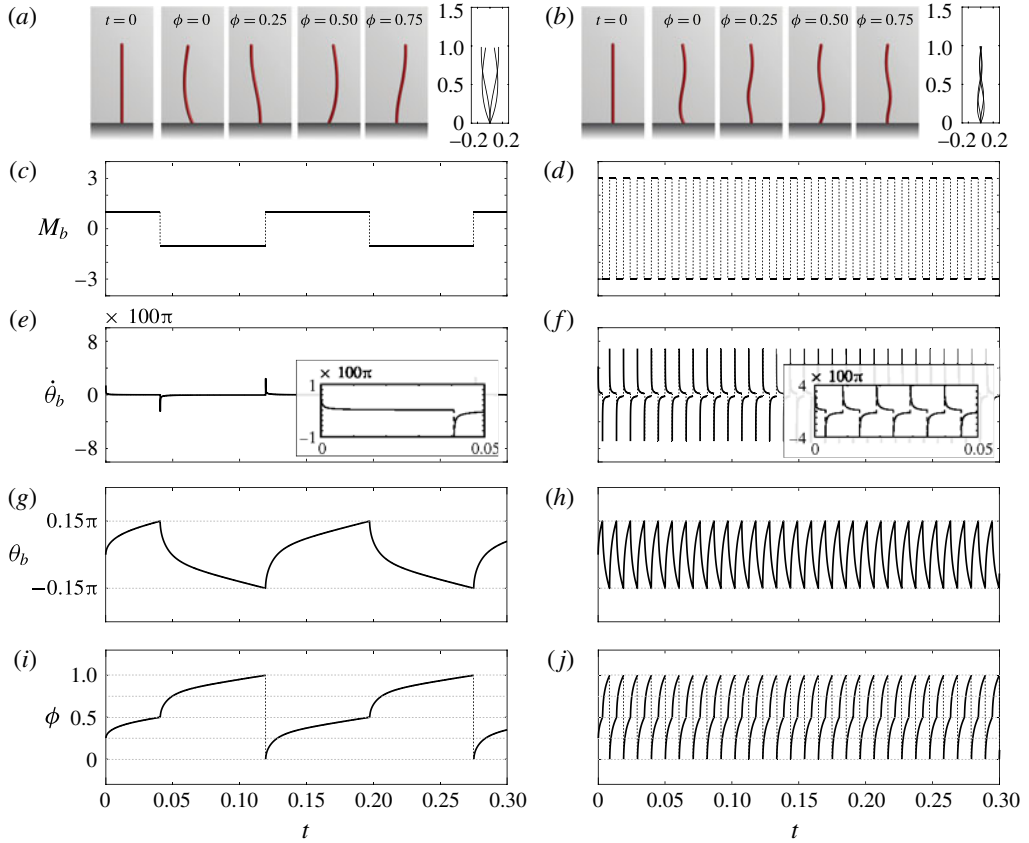 (a) t = 0 ϕ = 0 ϕ = 0.25 ϕ = 0.50 ϕ = 0.75
1.5
1.0
0.5
0
−0.2 0.2
(b) t = 0 ϕ = 0 ϕ = 0.25 ϕ = 0.50 ϕ = 0.75
1.5
1.0
0.5
0
−0.2 0.2
(c)
3
M_b 0
−3
(d)
(e) × 100π
8
θ̇_b 0
−8
× 100π
1
−1
0 0.05
(f)
× 100π
4
−4
0 0.05
(g)
0.15π
θ_b
−0.15π
(h)
(i)
1.0
ϕ 0.5
0
0 0.05 0.10 0.15 0.20 0.25 0.30
t
(j)
0 0.05 0.10 0.15 0.20 0.25 0.30
t